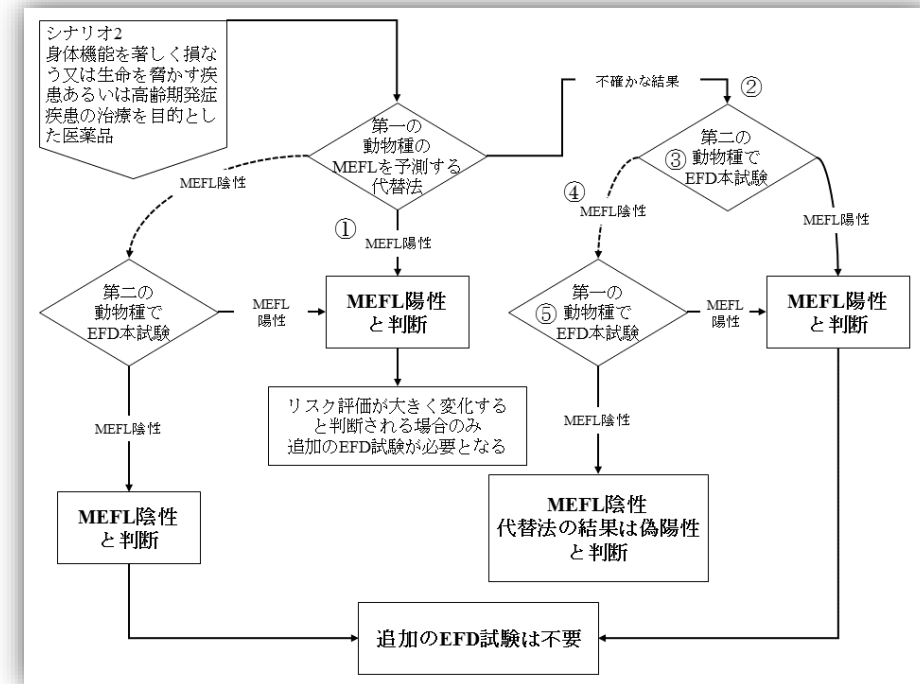 シナリオ2
身体機能を著しく損な
う又は生命を脅かす疾
患あるいは高齢期発症
疾患の治療を目的とし
た医薬品
第一の
動物種の
MEFLを予測する
代替法
不確かな結果
②
第二の
③動物種で
EFD本試験
MEFL陰性
①
MEFL陽性
④
MEFL陰性
MEFL陽性
第二の
動物種で
EFD本試験
MEFL
陽性
MEFL陽性
と判断
第一の
⑤動物種で
EFD本試験
MEFL
陽性
MEFL陽性
と判断
リスク評価が大きく変化する
と判断される場合のみ
追加のEFD試験が必要となる
MEFL陰性
MEFL陰性
MEFL陰性
と判断
MEFL陰性
代替法の結果は偽陽性
と判断
追加のEFD試験は不要